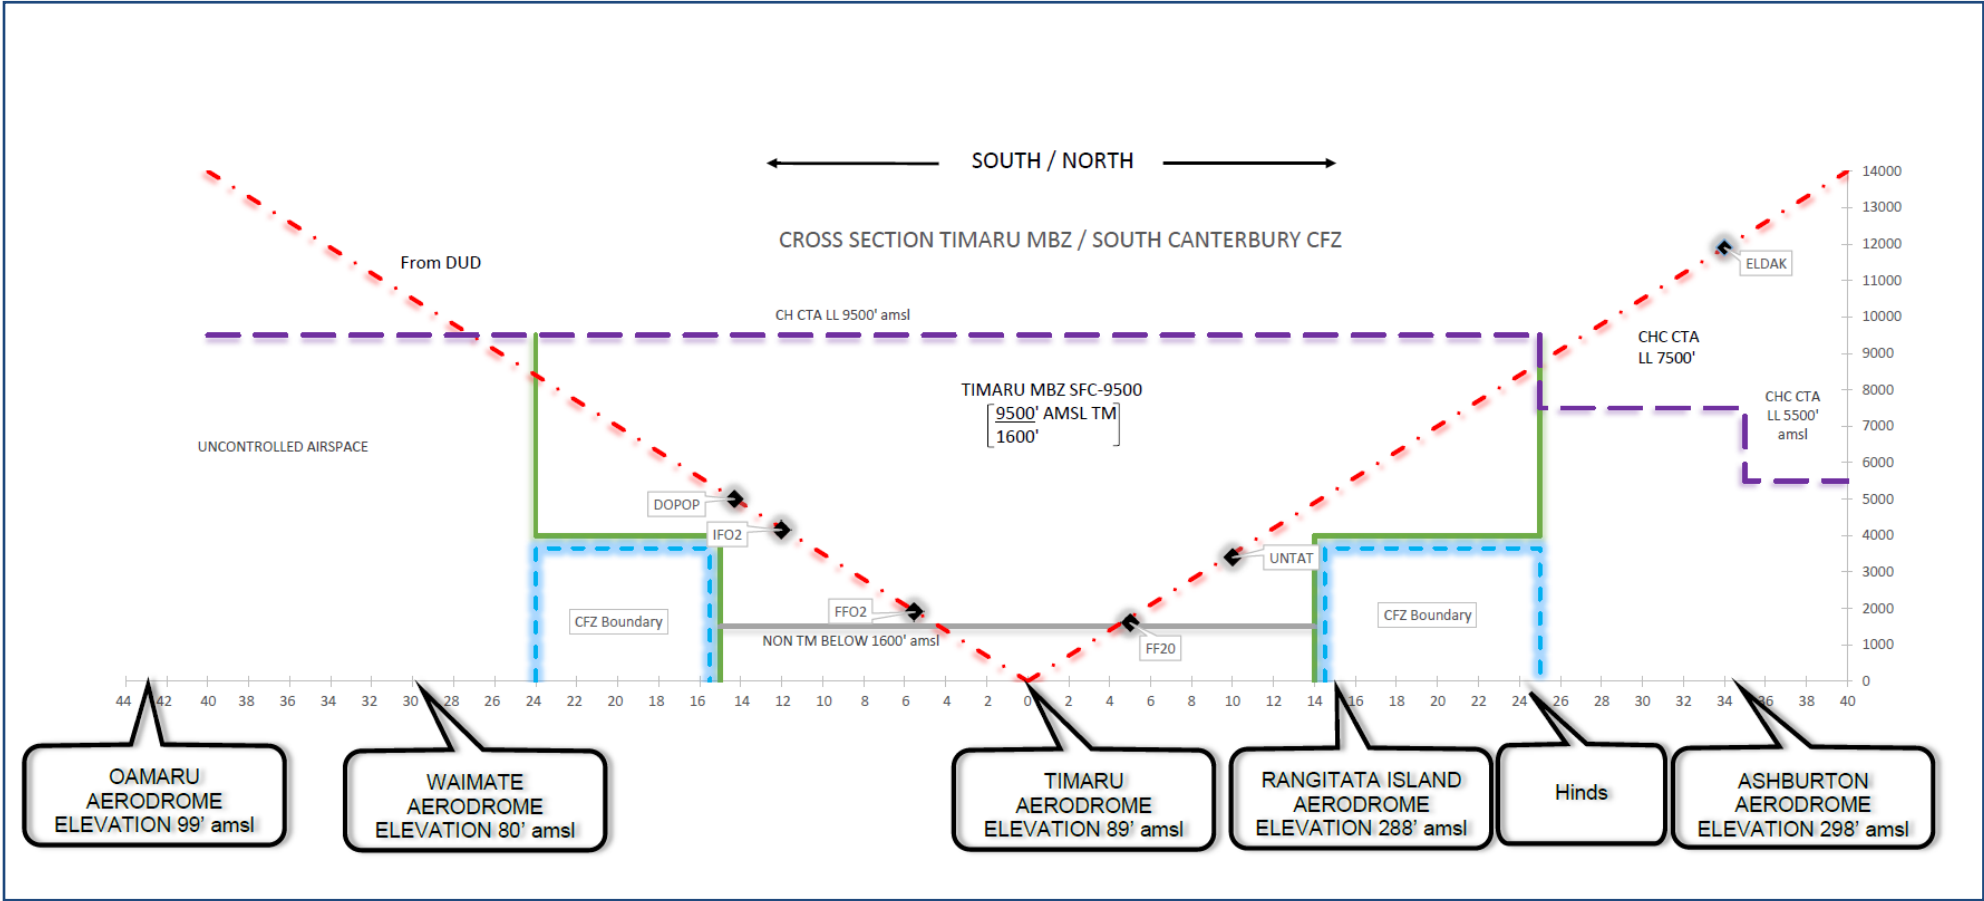 SOUTH / NORTH
14000
13000
CROSS SECTION TIMARU MBZ / SOUTH CANTERBURY CFZ
12000
From DUD
ELDAK
11000
CH CTA LL 9500' amsl
10000
CHC CTA
LL 7500'
9000
TIMARU MBZ SFC-9500
9500' AMSL TM
1600'
8000
CHC CTA
LL 5500'
amsl
7000
UNCONTROLLED AIRSPACE
6000
DOPOP
5000
IFO2
4000
UNTAT
3000
FFO2
CFZ Boundary
CFZ Boundary
2000
NON TM BELOW 1600' amsl
FF20
1000
0
44 42 40 38 36 34 32 30 28 26 24 22 20 18 16 14 12 10 8 6 4 2 0 2 4 6 8 10 12 14 16 18 20 22 24 26 28 30 32 34 36 38 40
OAMARU
AERODROME
ELEVATION 99' amsl
WAIMATE
AERODROME
ELEVATION 80' amsl
TIMARU
AERODROME
ELEVATION 89' amsl
RANGITATA ISLAND
AERODROME
ELEVATION 288' amsl
Hinds
ASHBURTON
AERODROME
ELEVATION 298' amsl